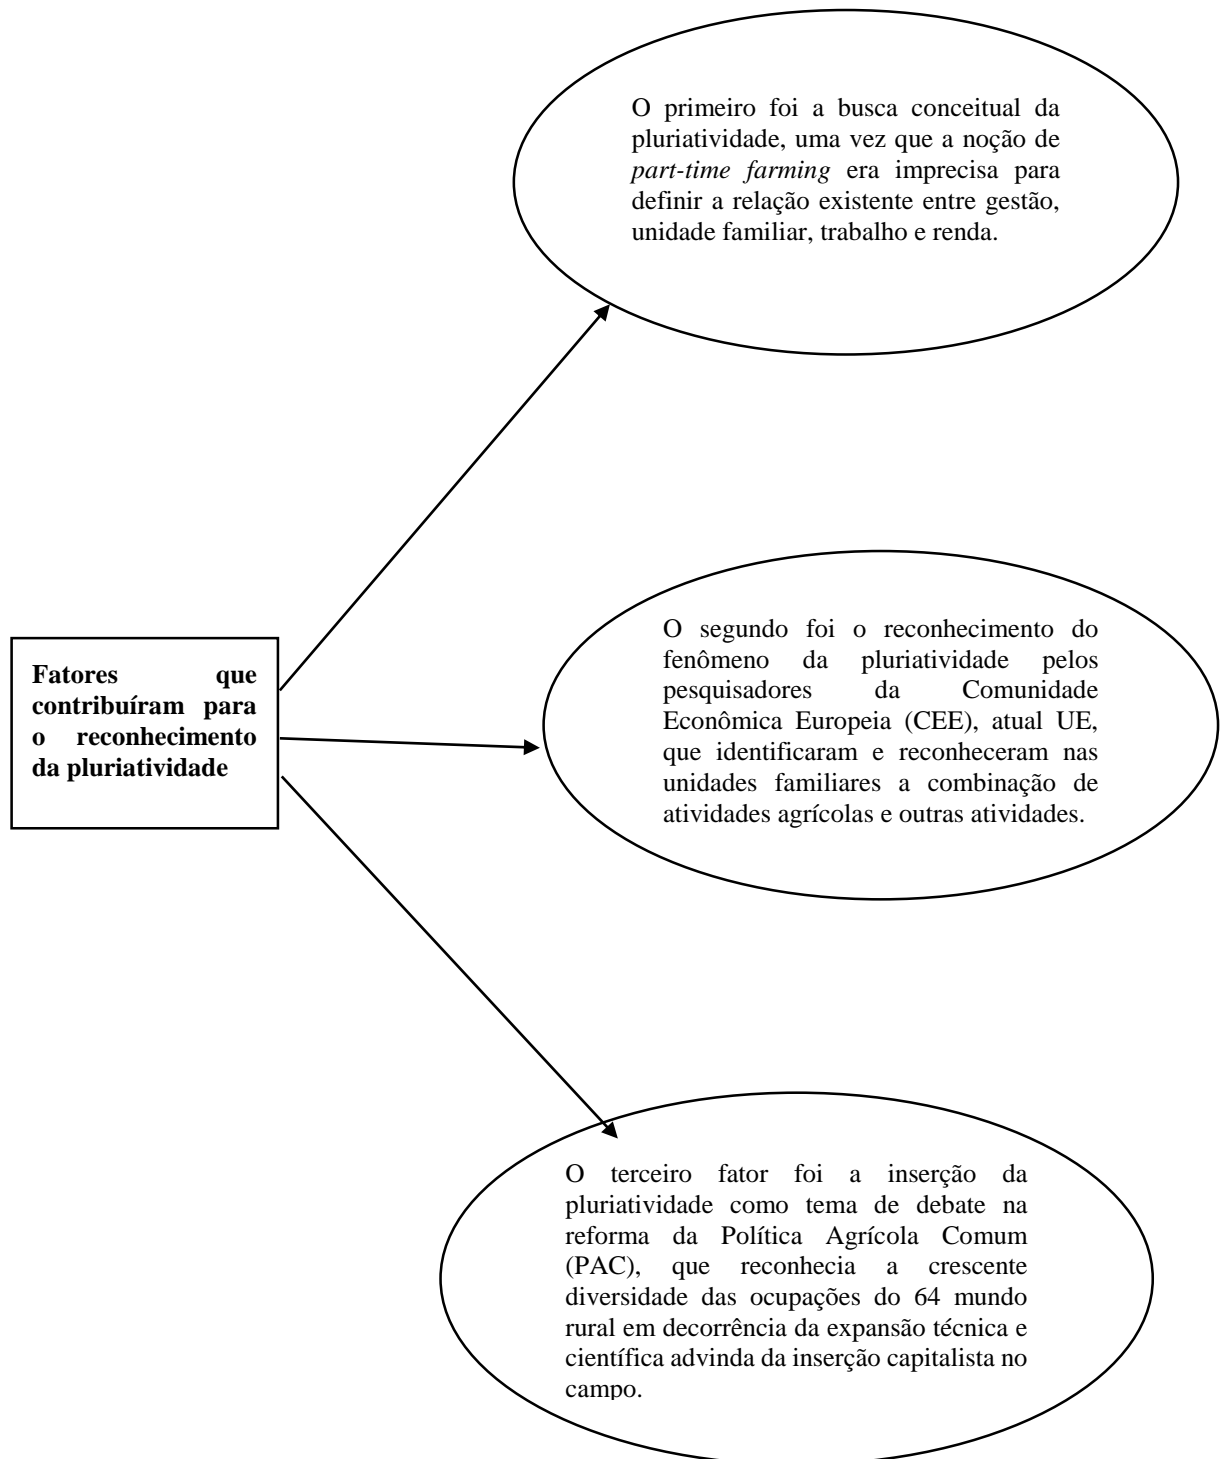 O primeiro foi a busca conceitual da
pluriatividade, uma vez que a noção de
part-time farming era imprecisa para
definir a relação existente entre gestão,
unidade familiar, trabalho e renda.
Fatores que
contribuíram para
o reconhecimento
da pluriatividade
O segundo foi o reconhecimento do
fenômeno da pluriatividade pelos
pesquisadores da Comunidade
Econômica Europeia (CEE), atual UE,
que identificaram e reconheceram nas
unidades familiares a combinação de
atividades agrícolas e outras atividades.
O terceiro fator foi a inserção da
pluriatividade como tema de debate na
reforma da Política Agrícola Comum
(PAC), que reconhecia a crescente
diversidade das ocupações do 64 mundo
rural em decorrência da expansão técnica e
científica advinda da inserção capitalista no
campo.